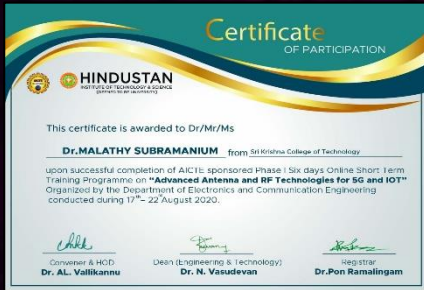 Certificate
OF PARTICIPATION
HINDUSTAN
INSTITUTE OF TECHNOLOGY & SCIENCE
(DEEMED TO BE UNIVERSITY)
This certificate is awarded to Dr/Mr/Ms
Dr.MALATHY SUBRAMANIUM from Sri Krishna College of Technology
upon successful completion of AICTE sponsored Phase I Six days Online Short Term
Training Programme on "Advanced Antenna and RF Technologies for 5G and IOT"
Organized by the Department of Electronics and Communication Engineering
conducted during 17th – 22nd August 2020.
Convener & HOD Dean (Engineering & Technology) Registrar
Dr. AL. Vallikannu Dr. N. Vasudevan Dr.Pon Ramalingam